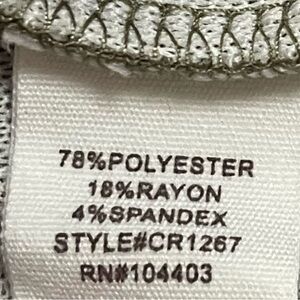 78%POLYESTER
18%RAYON
4%SPANDEX
STYLE#CR1267
RN#104403